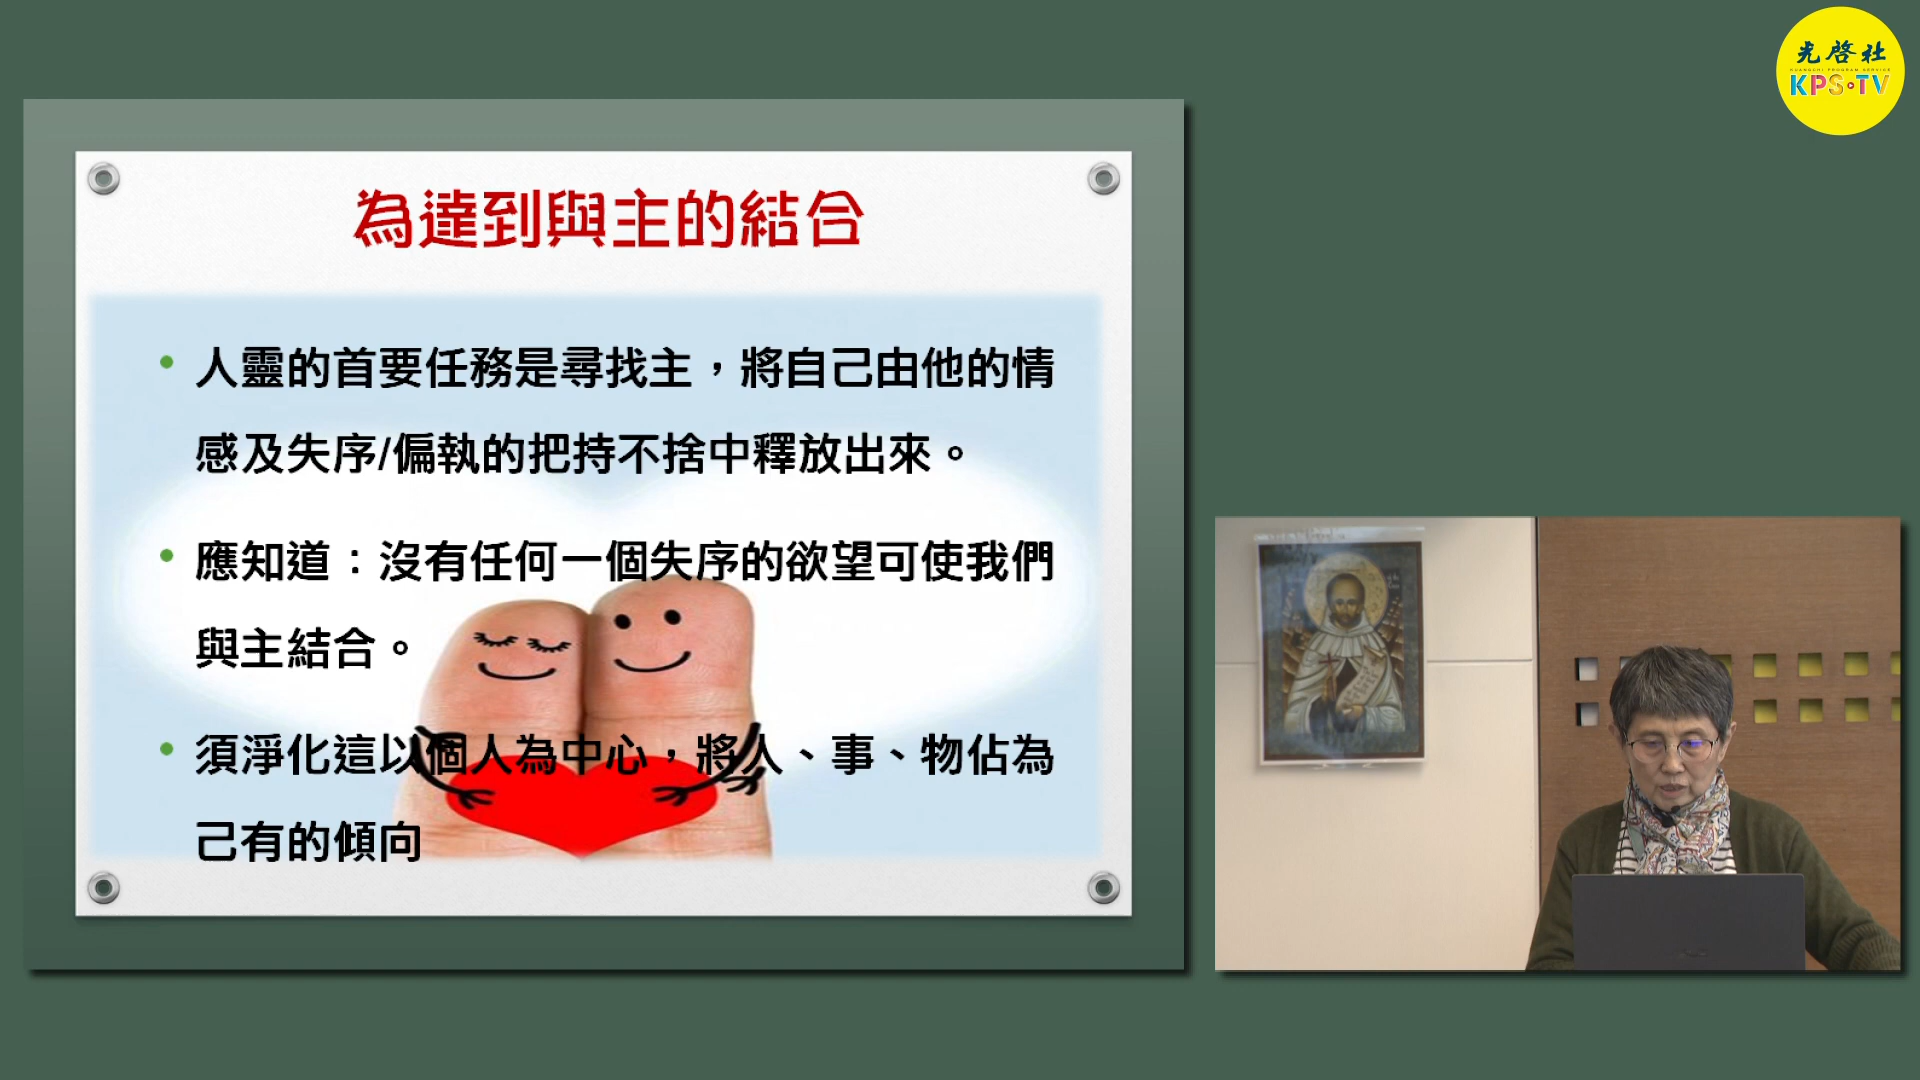 為達到與主的結合
人靈的首要任務是尋找主，將自己由他的情
感及失序/偏執的把持不捨中釋放出來。
應知道：沒有任何一個失序的欲望可使我們
與主結合。
須淨化這以個人為中心，將人、事、物佔為
己有的傾向
光啓社
KUANGCHI PROGRAM SERVICE
KPS•TV